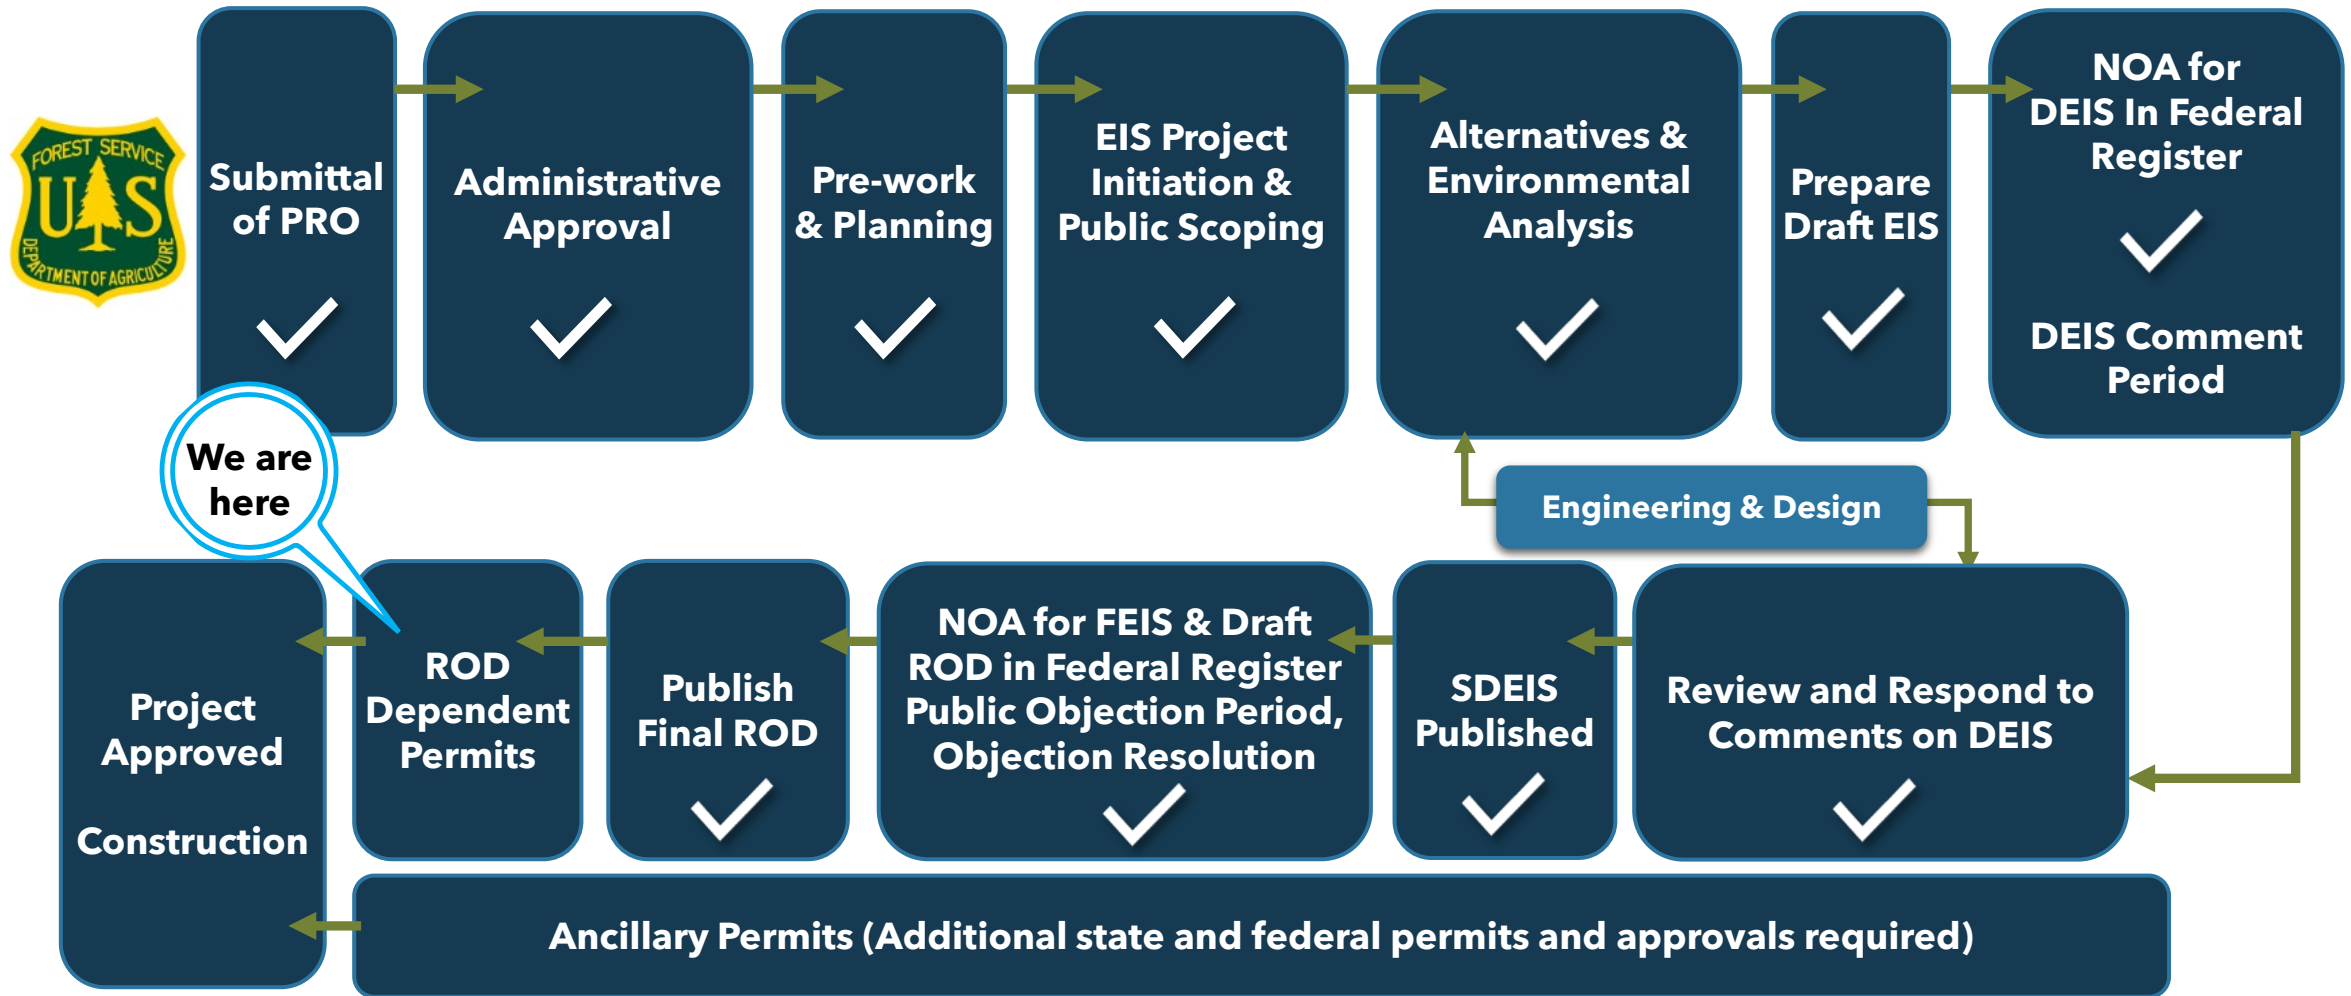 FOREST SERVICE
U S
DEPARTMENT OF AGRICULTURE
Submittal
of PRO
Administrative
Approval
Pre-work
& Planning
EIS Project
Initiation &
Public Scoping
Alternatives &
Environmental
Analysis
Prepare
Draft EIS
NOA for
DEIS In Federal
Register
DEIS Comment
Period
Engineering & Design
We are
here
Review and Respond to
Comments on DEIS
SDEIS
Published
NOA for FEIS & Draft
ROD in Federal Register
Public Objection Period,
Objection Resolution
Publish
Final ROD
ROD
Dependent
Permits
Project
Approved
Construction
Ancillary Permits (Additional state and federal permits and approvals required)